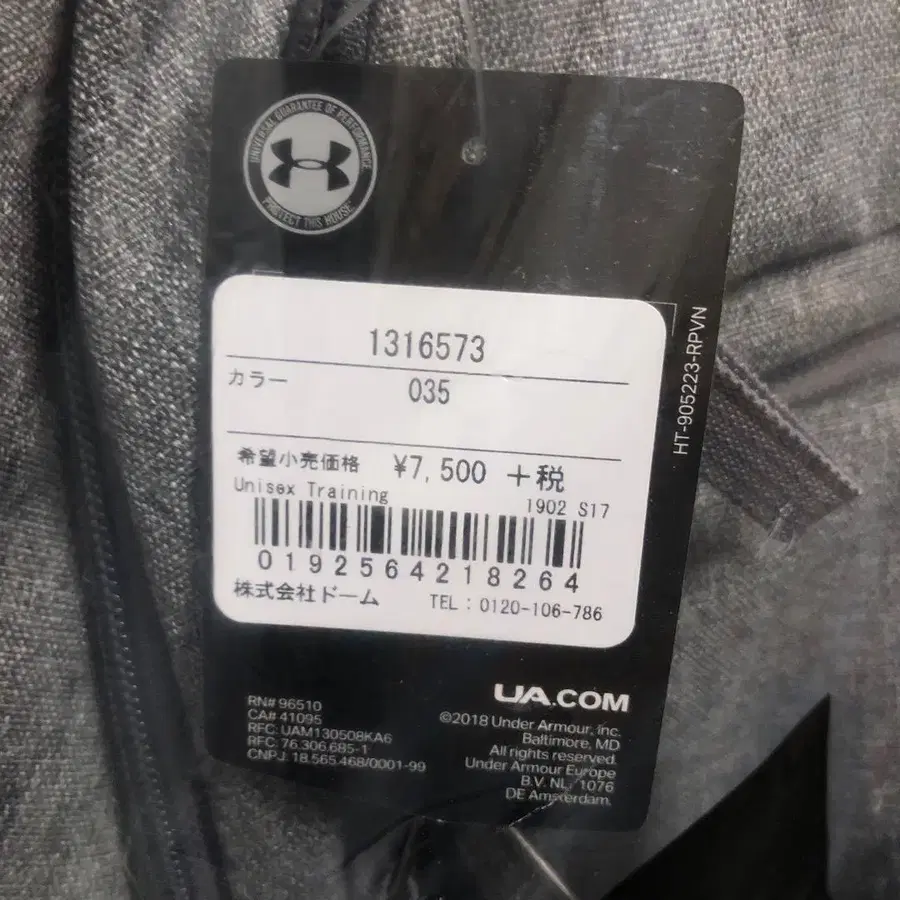 UNIVERSAL GUARANTEE OF PERFORMANCE
PROTECT THIS HOUSE
1316573
カラー 035
希望小売価格 ¥7,500 +税
Unisex Training 1902 S17
0192564218264
株式会社ドーム TEL : 0120-106-786
HT-905223-RPVN
RN# 96510
CA# 41095
RFC: UAM130508KA6
RFC: 76.306.685-1
CNPJ. 18.565.468/0001-99
UA.COM
©2018 Under Armour, Inc.
Baltimore, MD
All rights reserved.
Under Armour Europe
B.V. NL, 1076
DE Amsterdam.